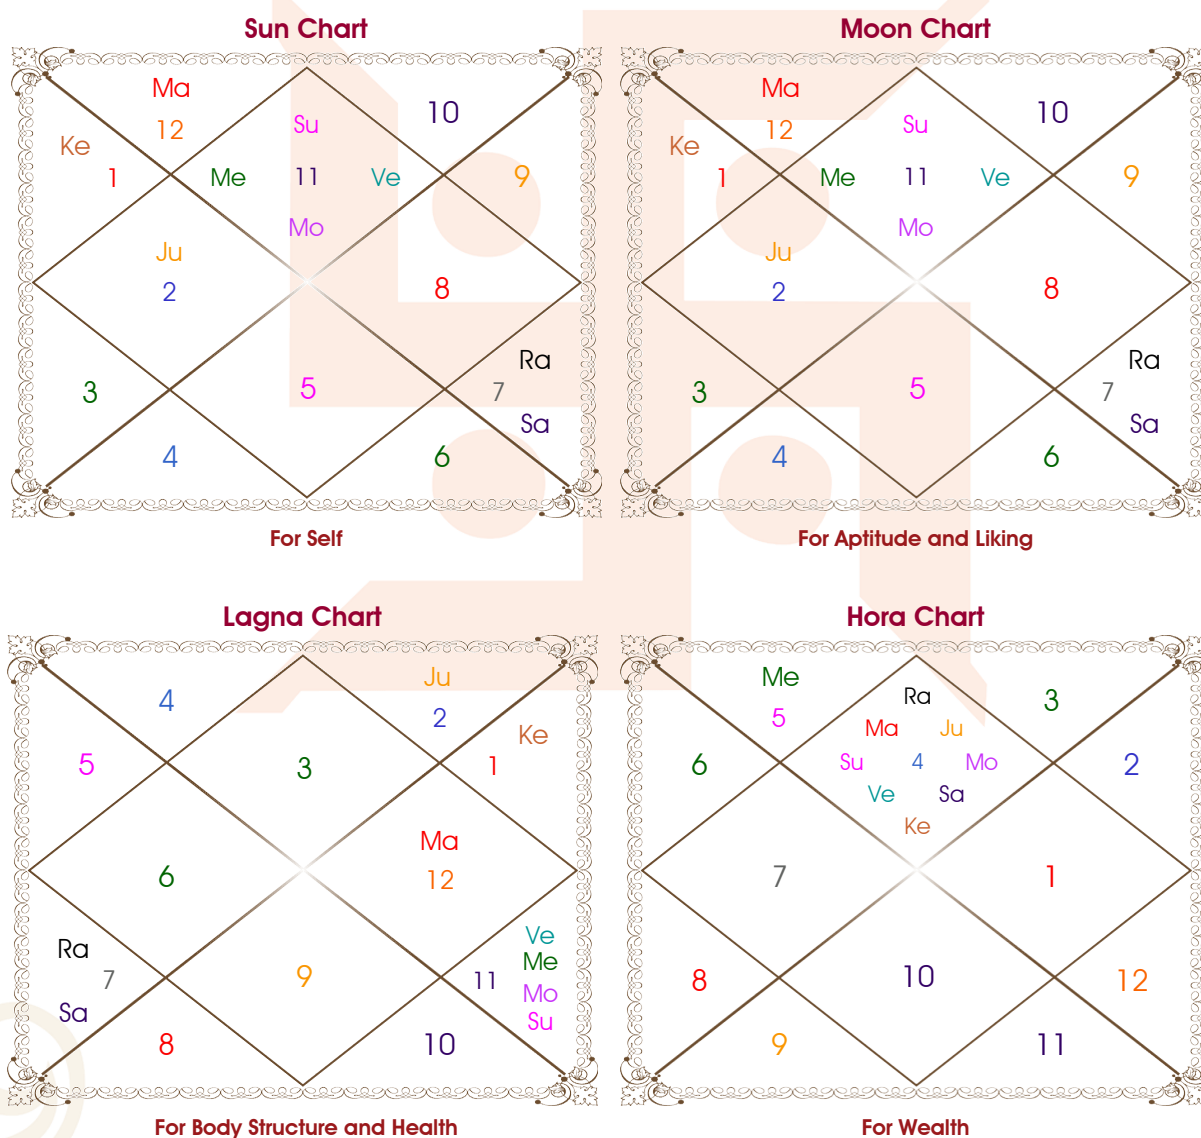 Sun Chart
Ma
12
10
Ke
1
Su
Me
11
Ve
9
Mo
Ju
2
8
Ra
3
5
7
Sa
4
6
For Self
Moon Chart
Ma
12
10
Ke
1
Su
Me
11
Ve
9
Mo
Ju
2
8
Ra
3
5
7
Sa
4
6
For Aptitude and Liking
Lagna Chart
4
Ju
2
Ke
5
3
1
Ma
6
12
Ra
7
Sa
9
Ve
Me
11
Mo
Su
8
10
For Body Structure and Health
Hora Chart
Me
5
Ra
3
Ma
Ju
6
Su
4
Mo
2
Ve
Sa
Ke
7
1
8
10
12
9
11
For Wealth